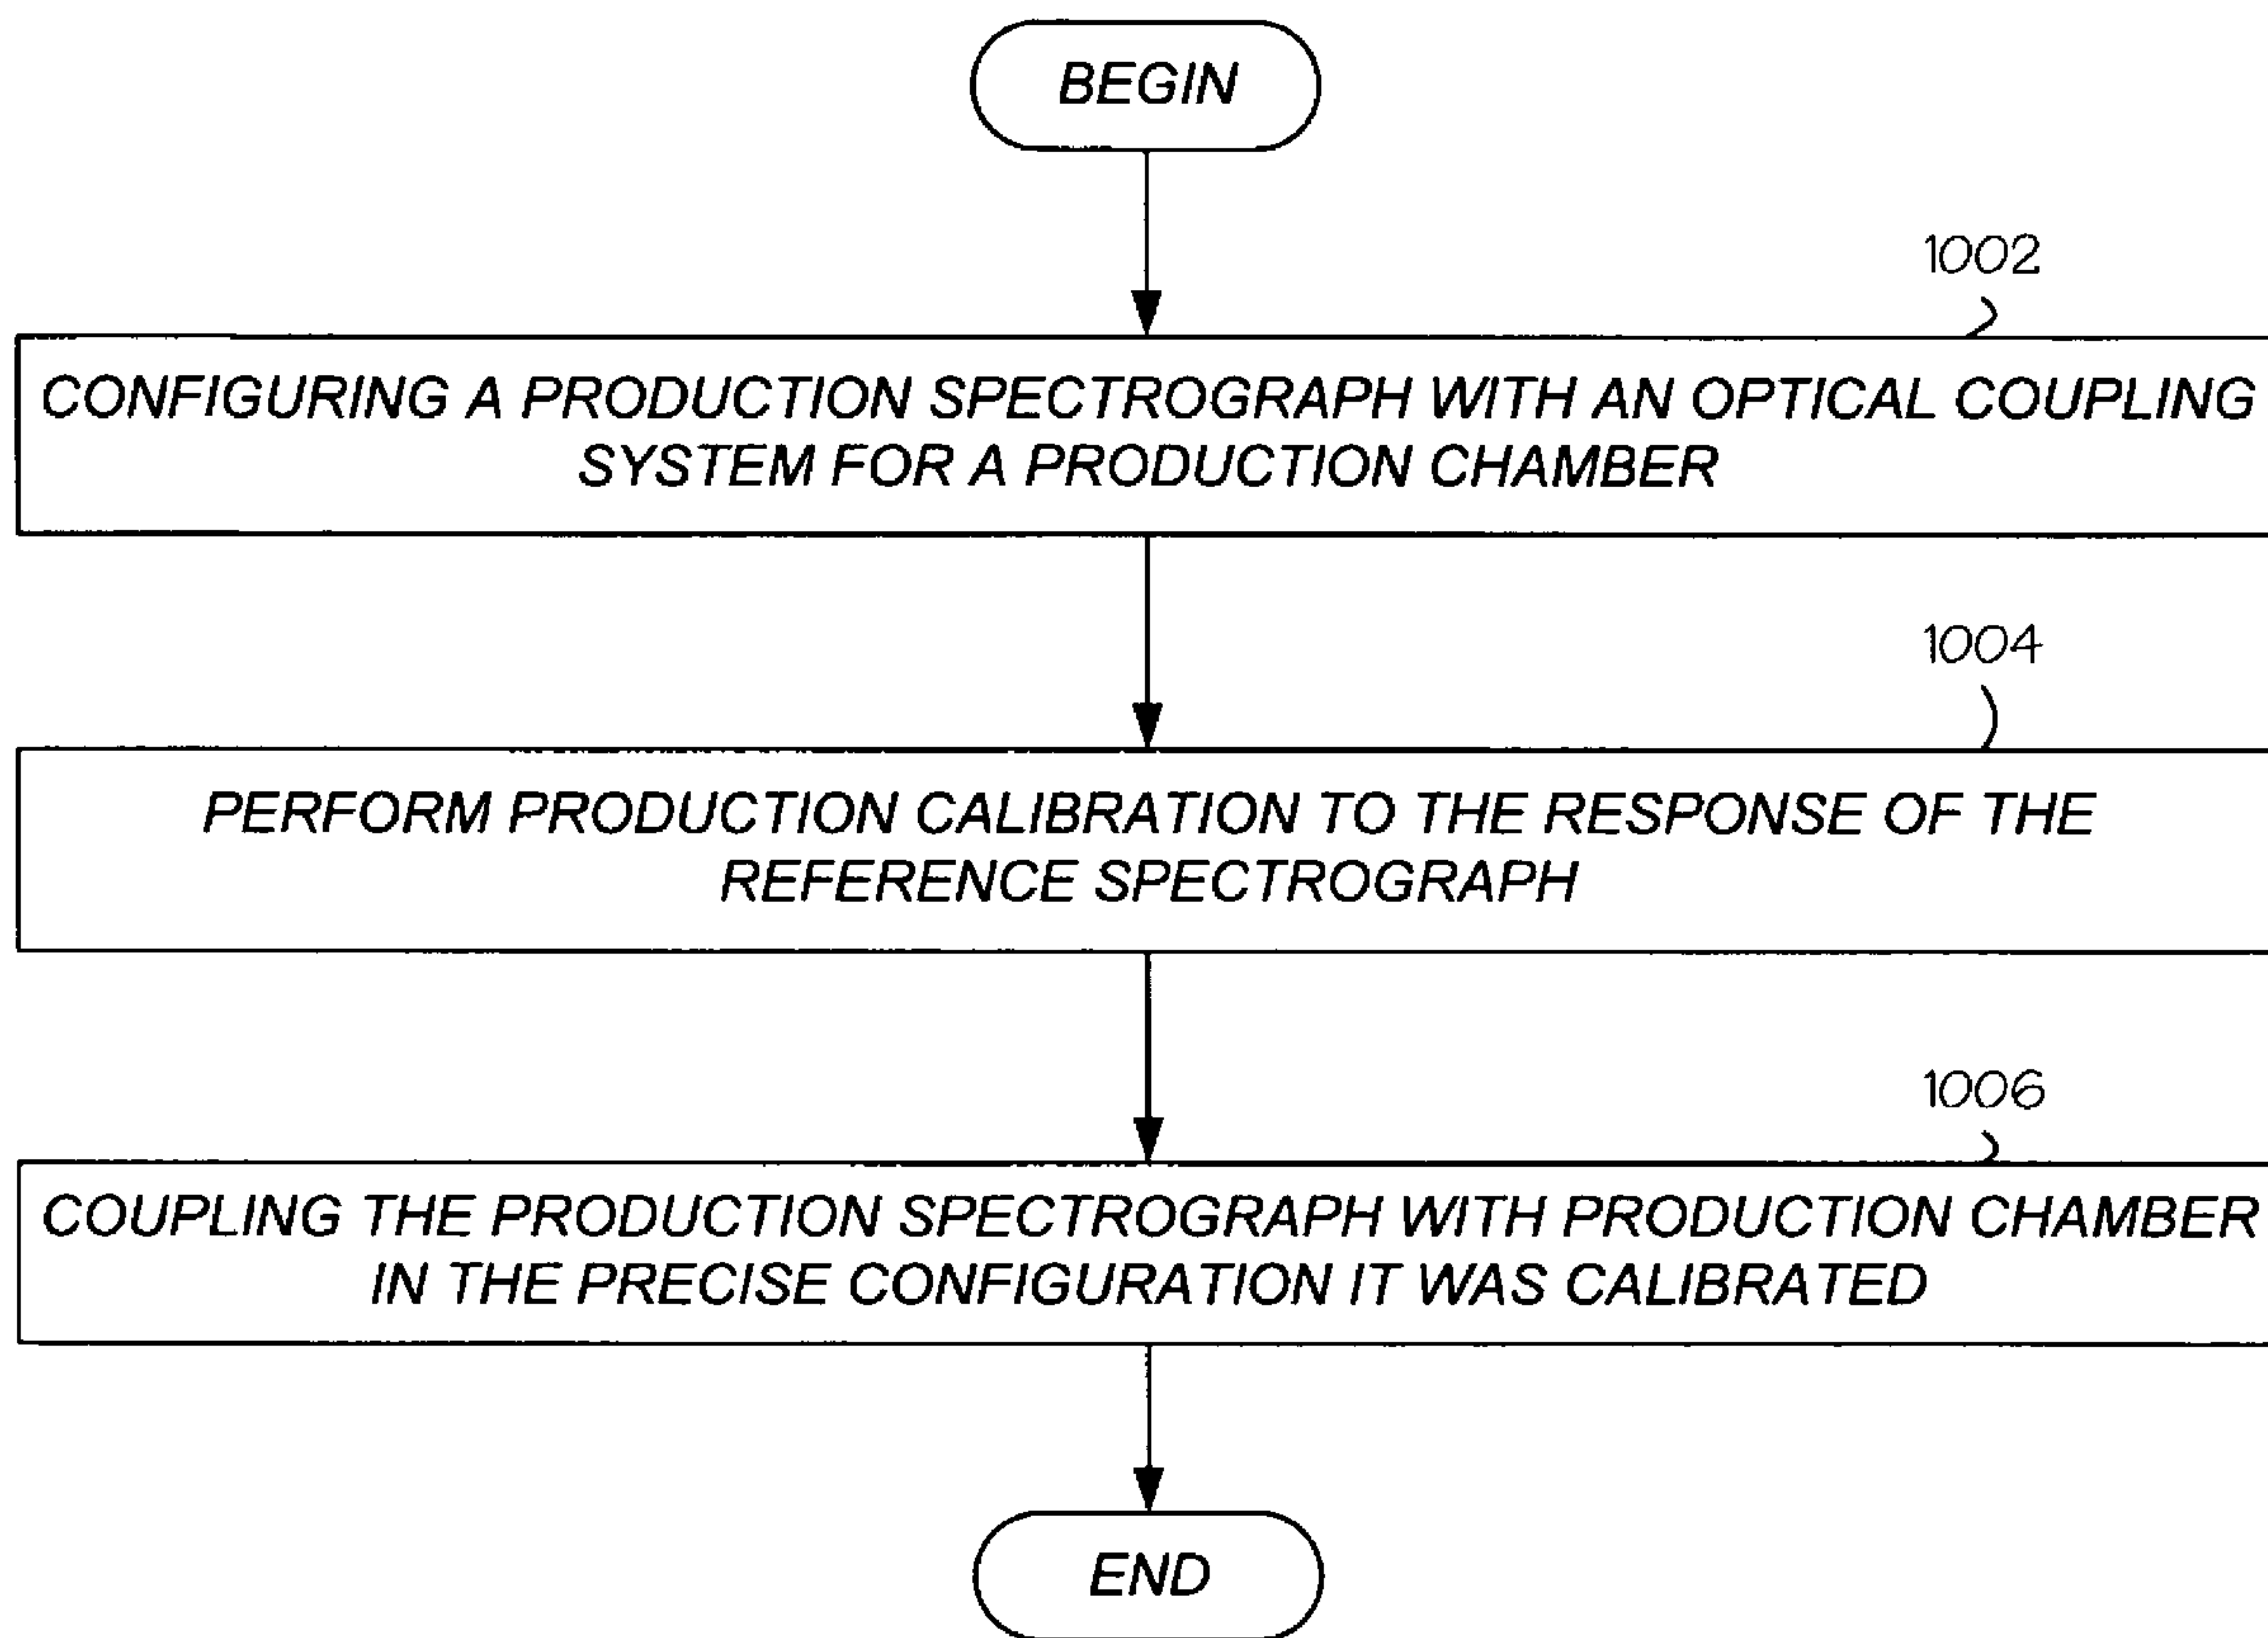 BEGIN
1002
CONFIGURING A PRODUCTION SPECTROGRAPH WITH AN OPTICAL COUPLING
SYSTEM FOR A PRODUCTION CHAMBER
1004
PERFORM PRODUCTION CALIBRATION TO THE RESPONSE OF THE
REFERENCE SPECTROGRAPH
1006
COUPLING THE PRODUCTION SPECTROGRAPH WITH PRODUCTION CHAMBER
IN THE PRECISE CONFIGURATION IT WAS CALIBRATED
END